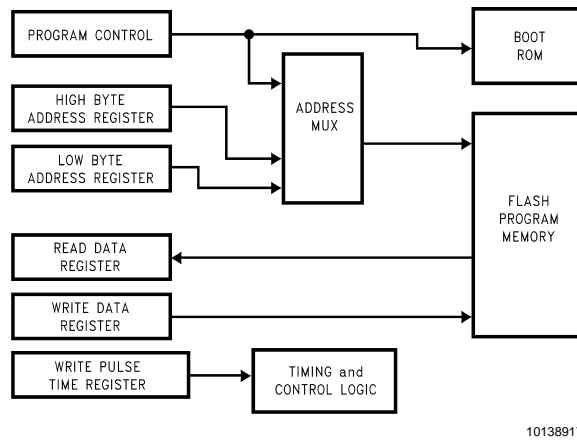 PROGRAM CONTROL
BOOT
ROM
HIGH BYTE
ADDRESS REGISTER
ADDRESS
MUX
LOW BYTE
ADDRESS REGISTER
FLASH
PROGRAM
MEMORY
READ DATA
REGISTER
WRITE DATA
REGISTER
WRITE PULSE
TIME REGISTER
TIMING and
CONTROL LOGIC